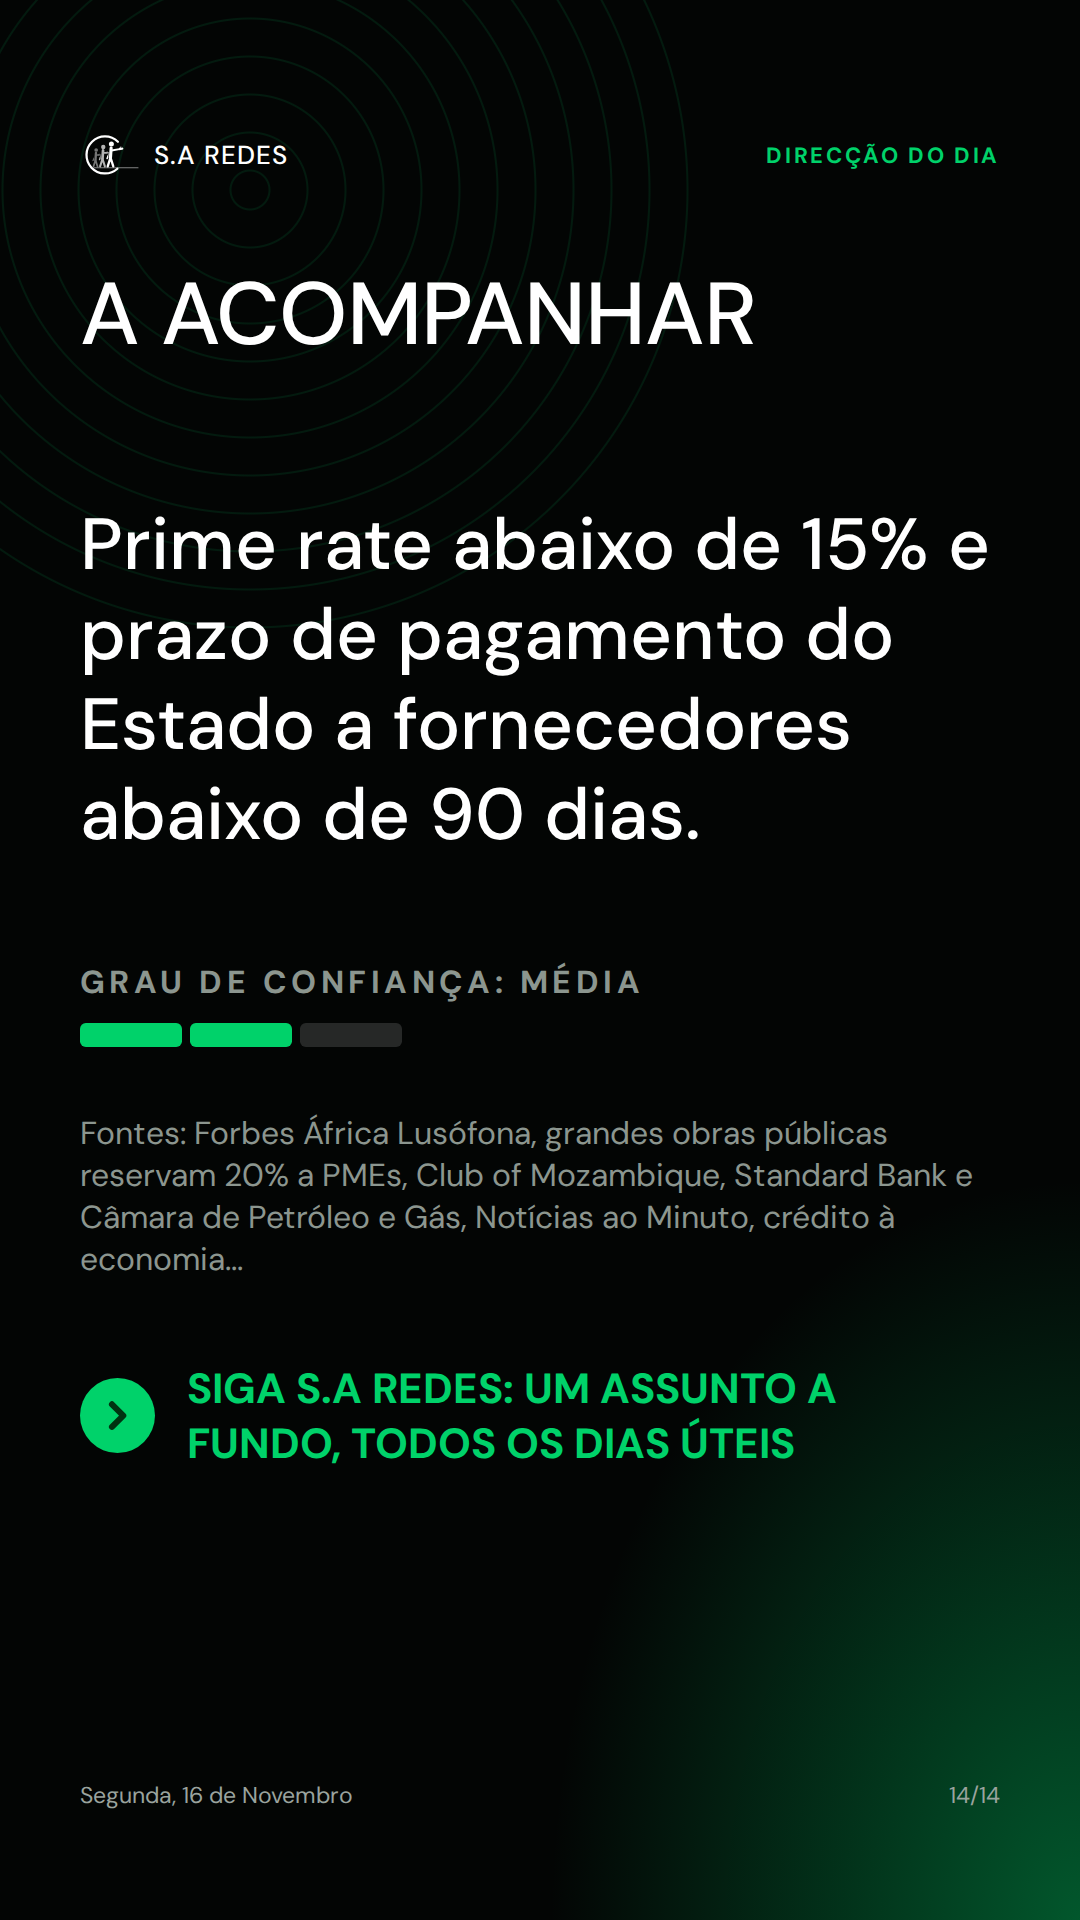 S.A REDES
DIRECÇÃO DO DIA
A ACOMPANHAR
Prime rate abaixo de 15% e
prazo de pagamento do
Estado a fornecedores
abaixo de 90 dias.
GRAU DE CONFIANÇA: MÉDIA
Fontes: Forbes África Lusófona, grandes obras públicas
reservam 20% a PMEs, Club of Mozambique, Standard Bank e
Câmara de Petróleo e Gás, Notícias ao Minuto, crédito à
economia...
SIGA S.A REDES: UM ASSUNTO A
FUNDO, TODOS OS DIAS ÚTEIS
Segunda, 16 de Novembro
14/14